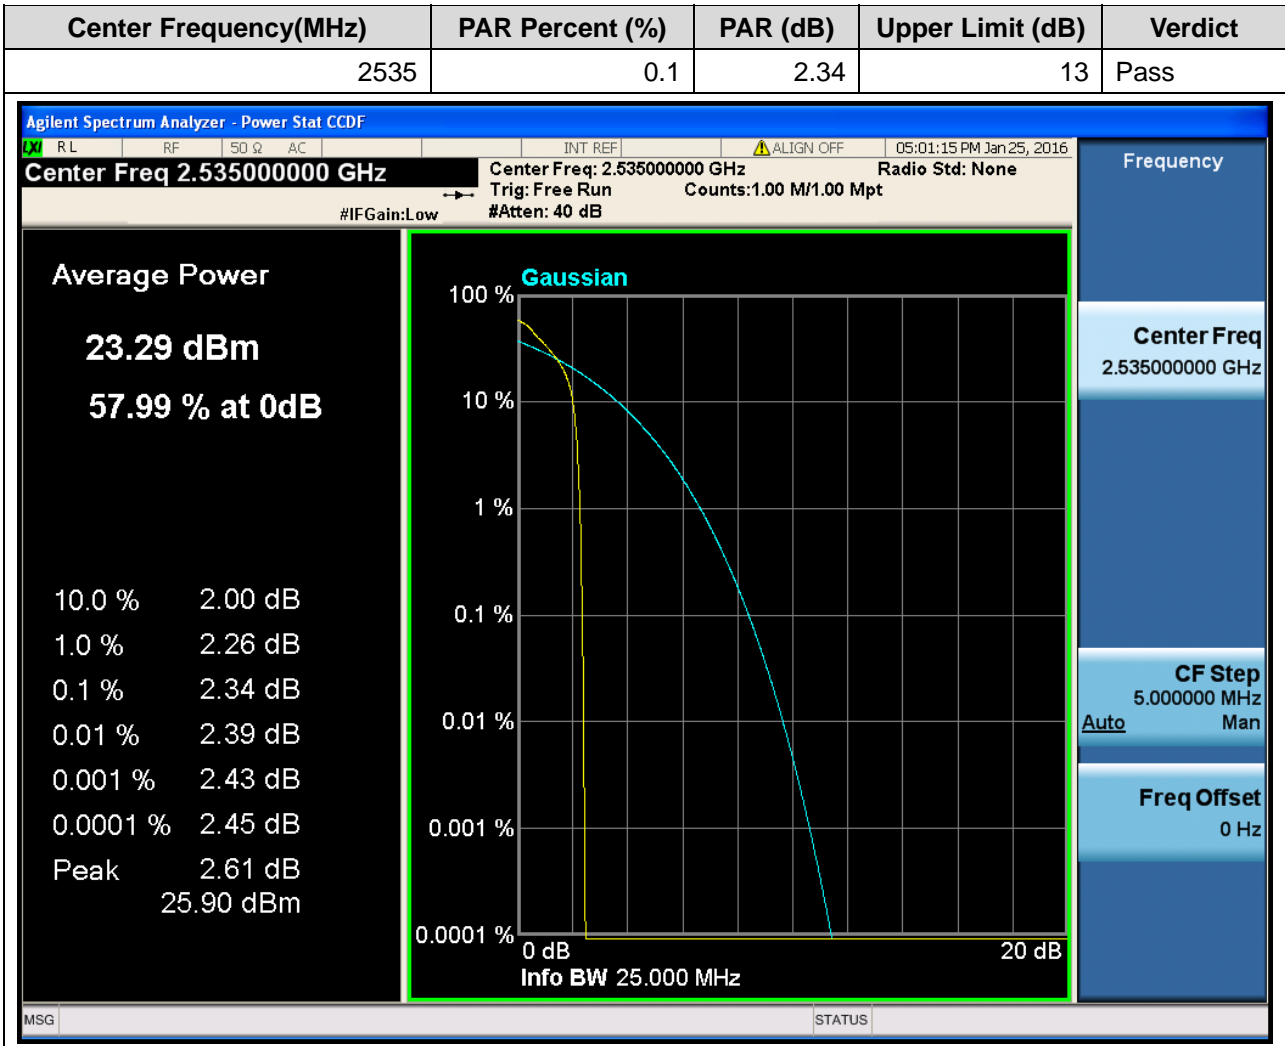 Center Frequency(MHz) PAR Percent (%) PAR (dB) Upper Limit (dB) Verdict
2535 0.1 2.34 13 Pass
Agilent Spectrum Analyzer - Power Stat CCDF
LXI RL RF 50 Ω AC INT REF ALIGN OFF 05:01:15 PM Jan 25, 2016
Center Freq 2.535000000 GHz
#IFGain:Low
Center Freq: 2.535000000 GHz Radio Std: None
Trig: Free Run Counts:1.00 M/1.00 Mpt
#Atten: 40 dB
Average Power
23.29 dBm
57.99 % at 0dB
10.0 % 2.00 dB
1.0 % 2.26 dB
0.1 % 2.34 dB
0.01 % 2.39 dB
0.001 % 2.43 dB
0.0001 % 2.45 dB
Peak 2.61 dB
25.90 dBm
Gaussian
100 %
10 %
1 %
0.1 %
0.01 %
0.001 %
0.0001 %
0 dB 20 dB
Info BW 25.000 MHz
Frequency
Center Freq
2.535000000 GHz
CF Step
5.000000 MHz
Auto Man
Freq Offset
0 Hz
MSG STATUS